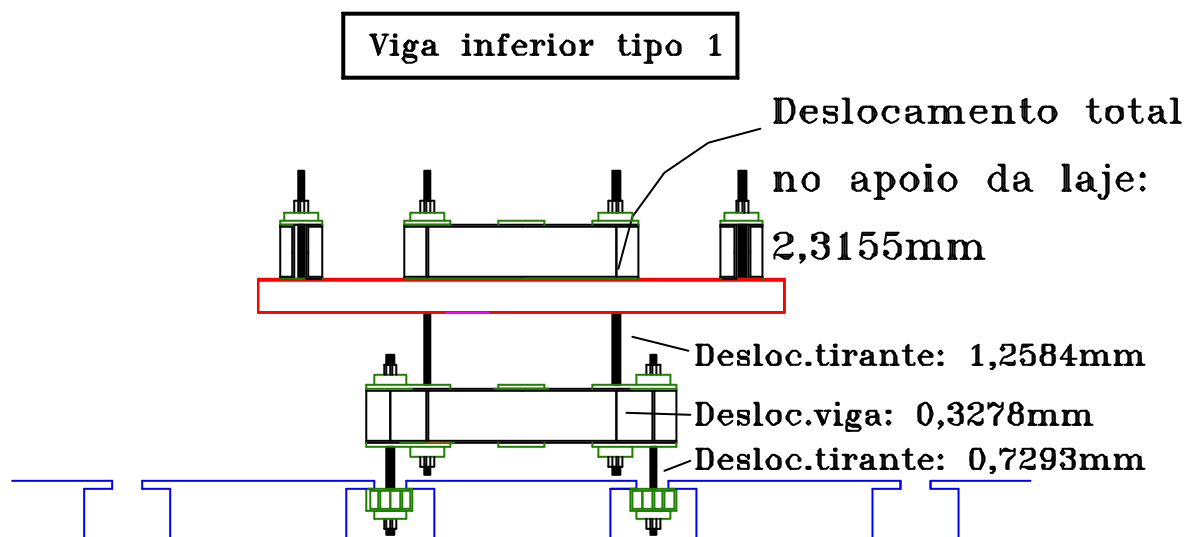 Viga inferior tipo 1
Deslocamento total
no apoio da laje:
2,3155mm
Desloc.tirante: 1,2584mm
Desloc.viga: 0,3278mm
Desloc.tirante: 0,7293mm